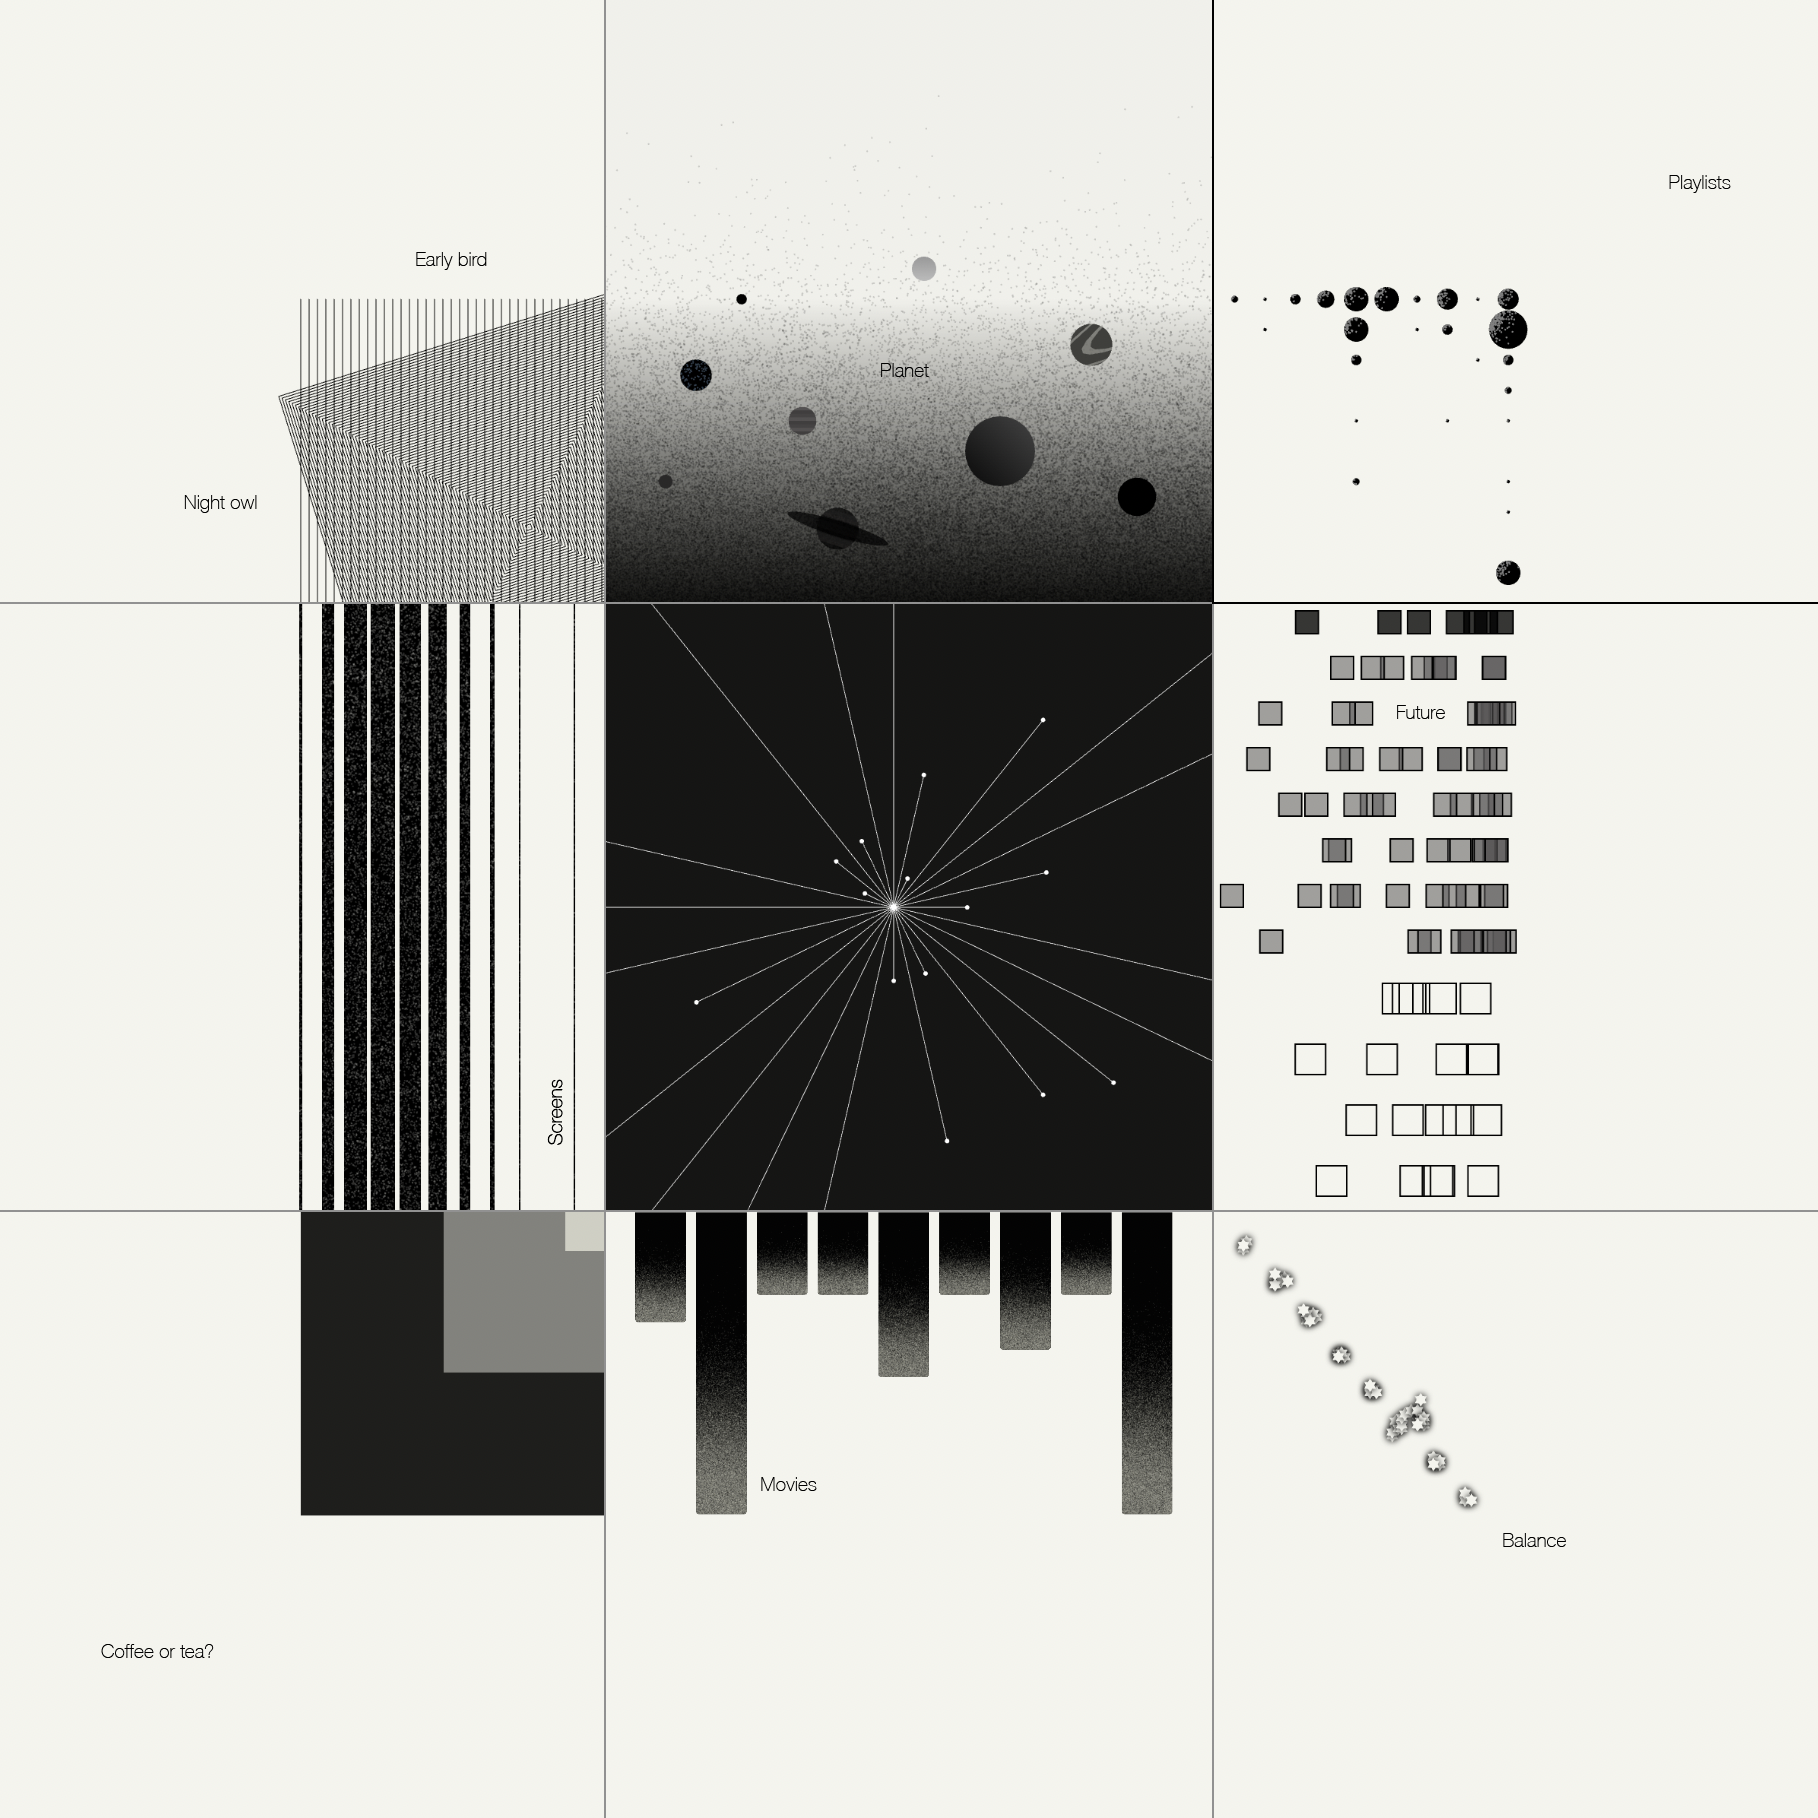 Early bird
Night owl
Planet
Playlists
Screens
Future
Coffee or tea?
Movies
Balance